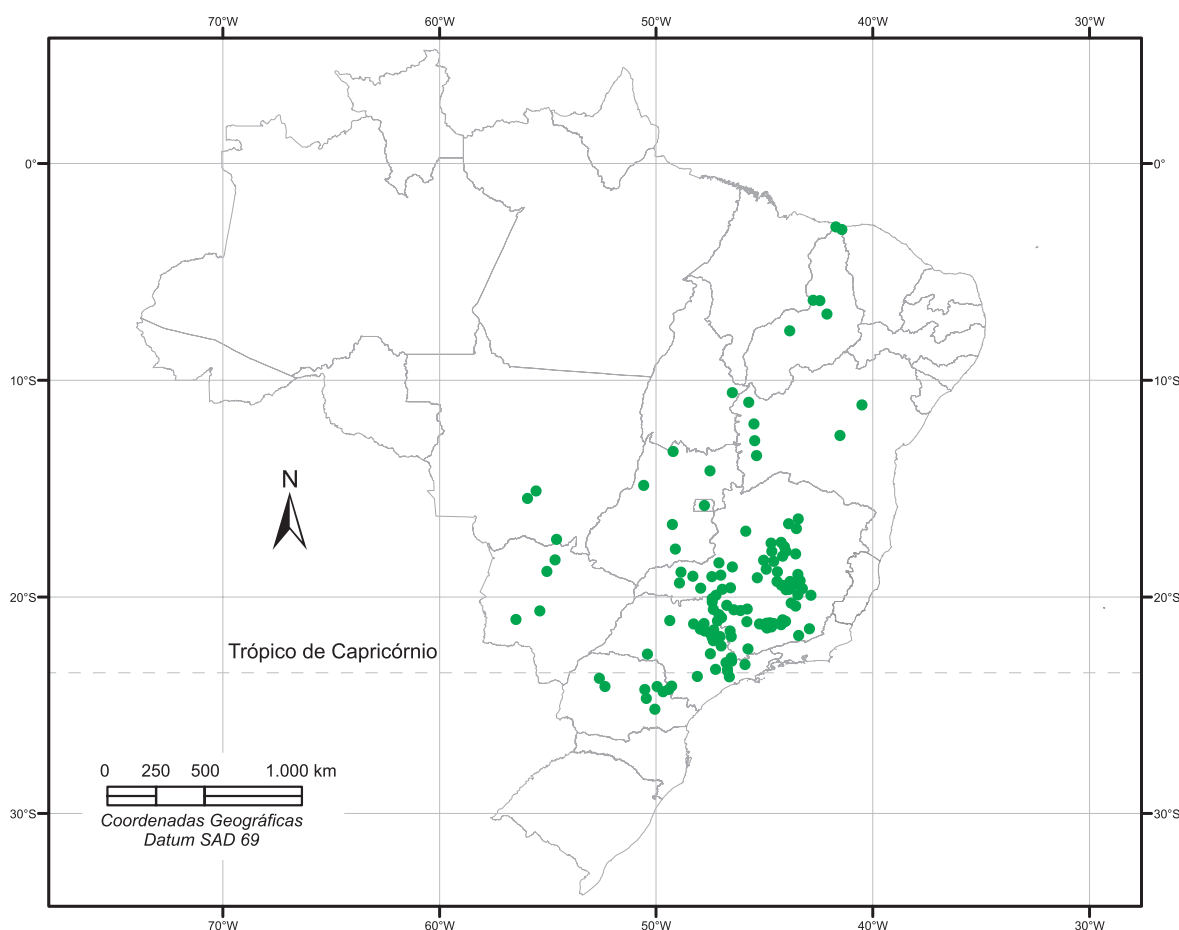 70°W 60°W 50°W 40°W 30°W
0° 0°
10°S 10°S
N
20°S 20°S
Trópico de Capricórnio
0 250 500 1.000 km
Coordenadas Geográficas
Datum SAD 69
30°S 30°S
70°W 60°W 50°W 40°W 30°W